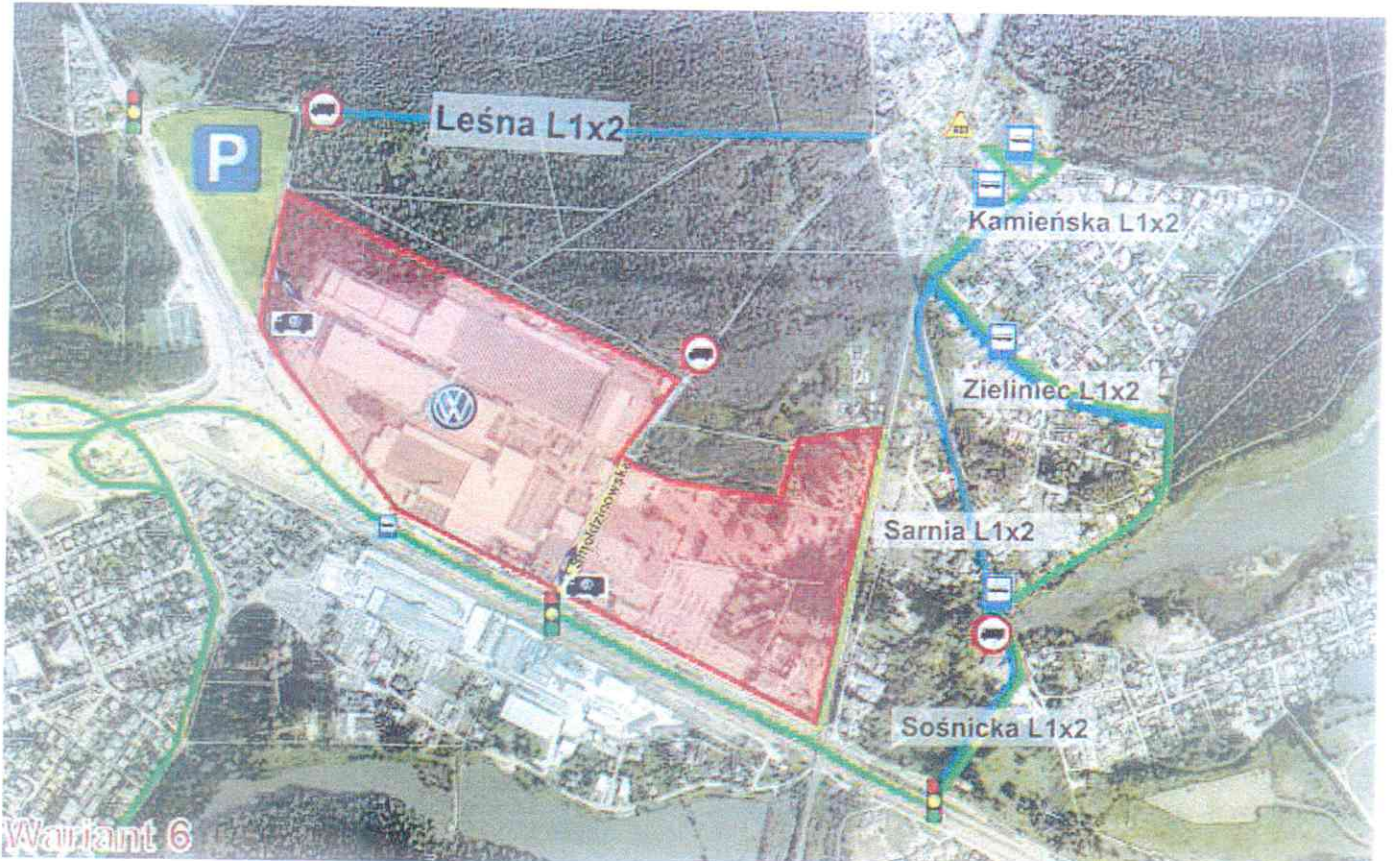 P
Leśna L1x2
Kamieńska L1x2
Zieliniec L1x2
Sarnia L1x2
Sośnicka L1x2
Wariant 6